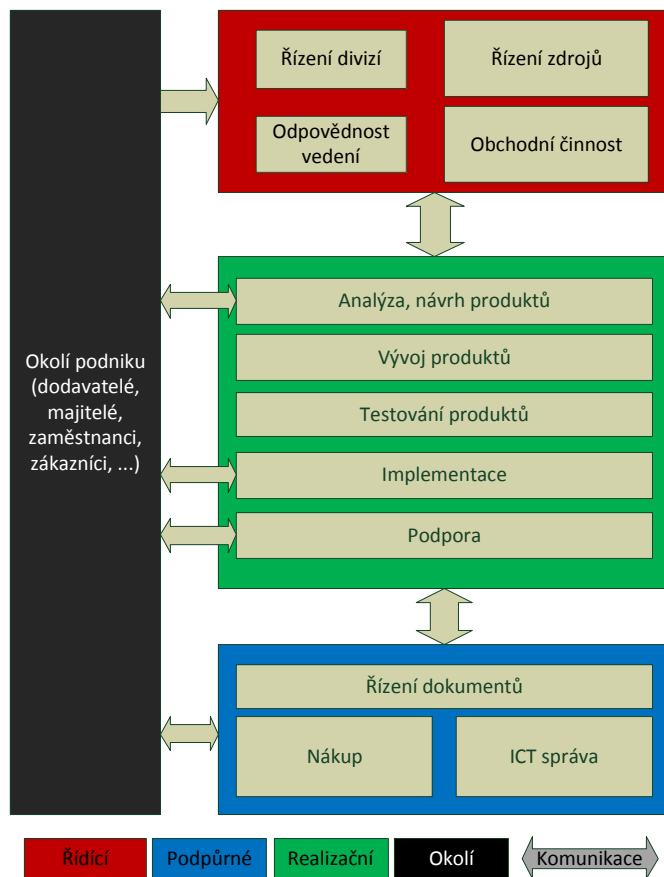 Řízení divizí
Řízení zdrojů
Odpovědnost
vedení
Obchodní činnost
Okolí podniku
(dodavatelé,
majitelé,
zaměstnanci,
zákazníci, ...)
Analýza, návrh produktů
Vývoj produktů
Testování produktů
Implementace
Podpora
Řízení dokumentů
Nákup
ICT správa
Řídící
Podpůrné
Realizační
Okolí
Komunikace